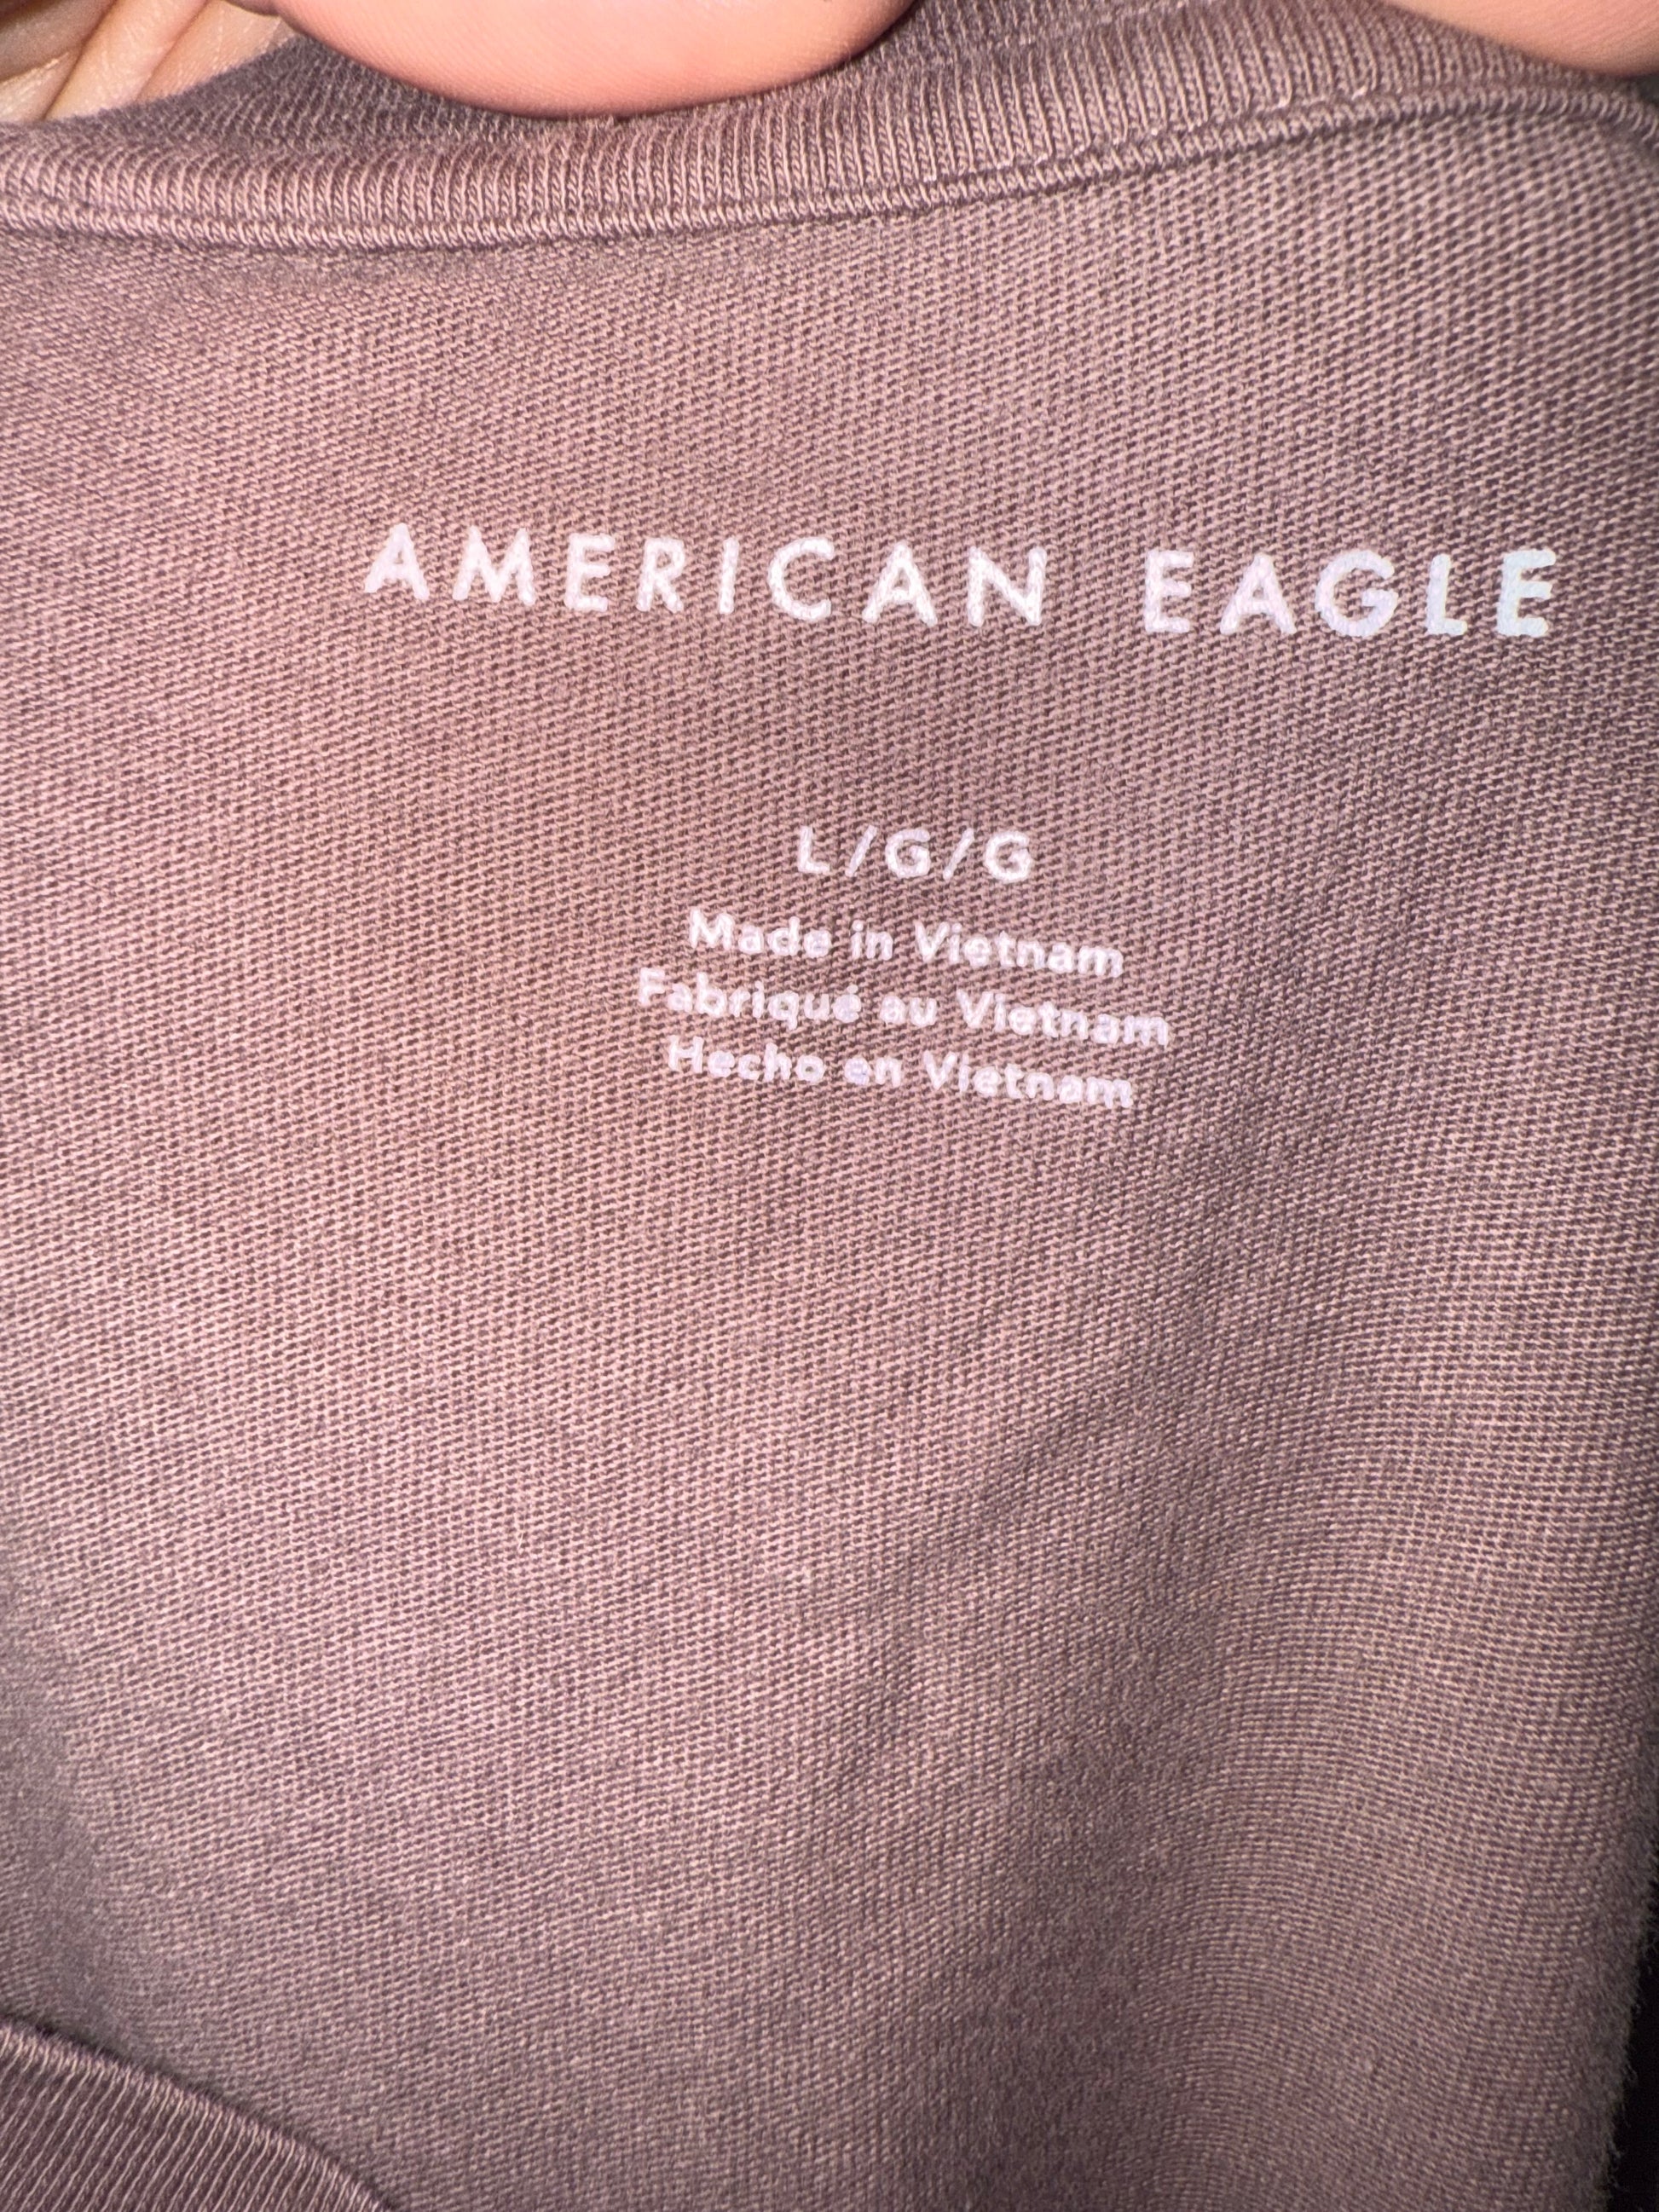 AMERICAN EAGLE
L/G/G
Made in Vietnam
Fabriqué au Vietnam
Hecho en Vietnam